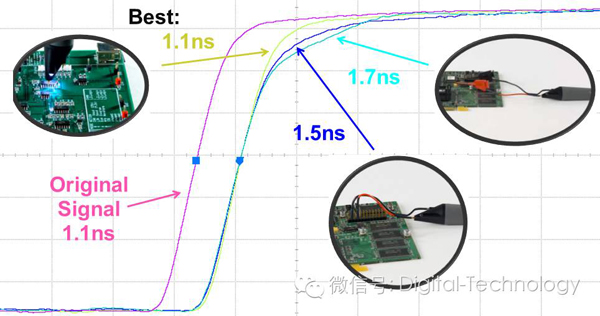 Best:
1.1ns
1.7ns
1.5ns
Original
Signal
1.1ns
微信号: Digital-Technology